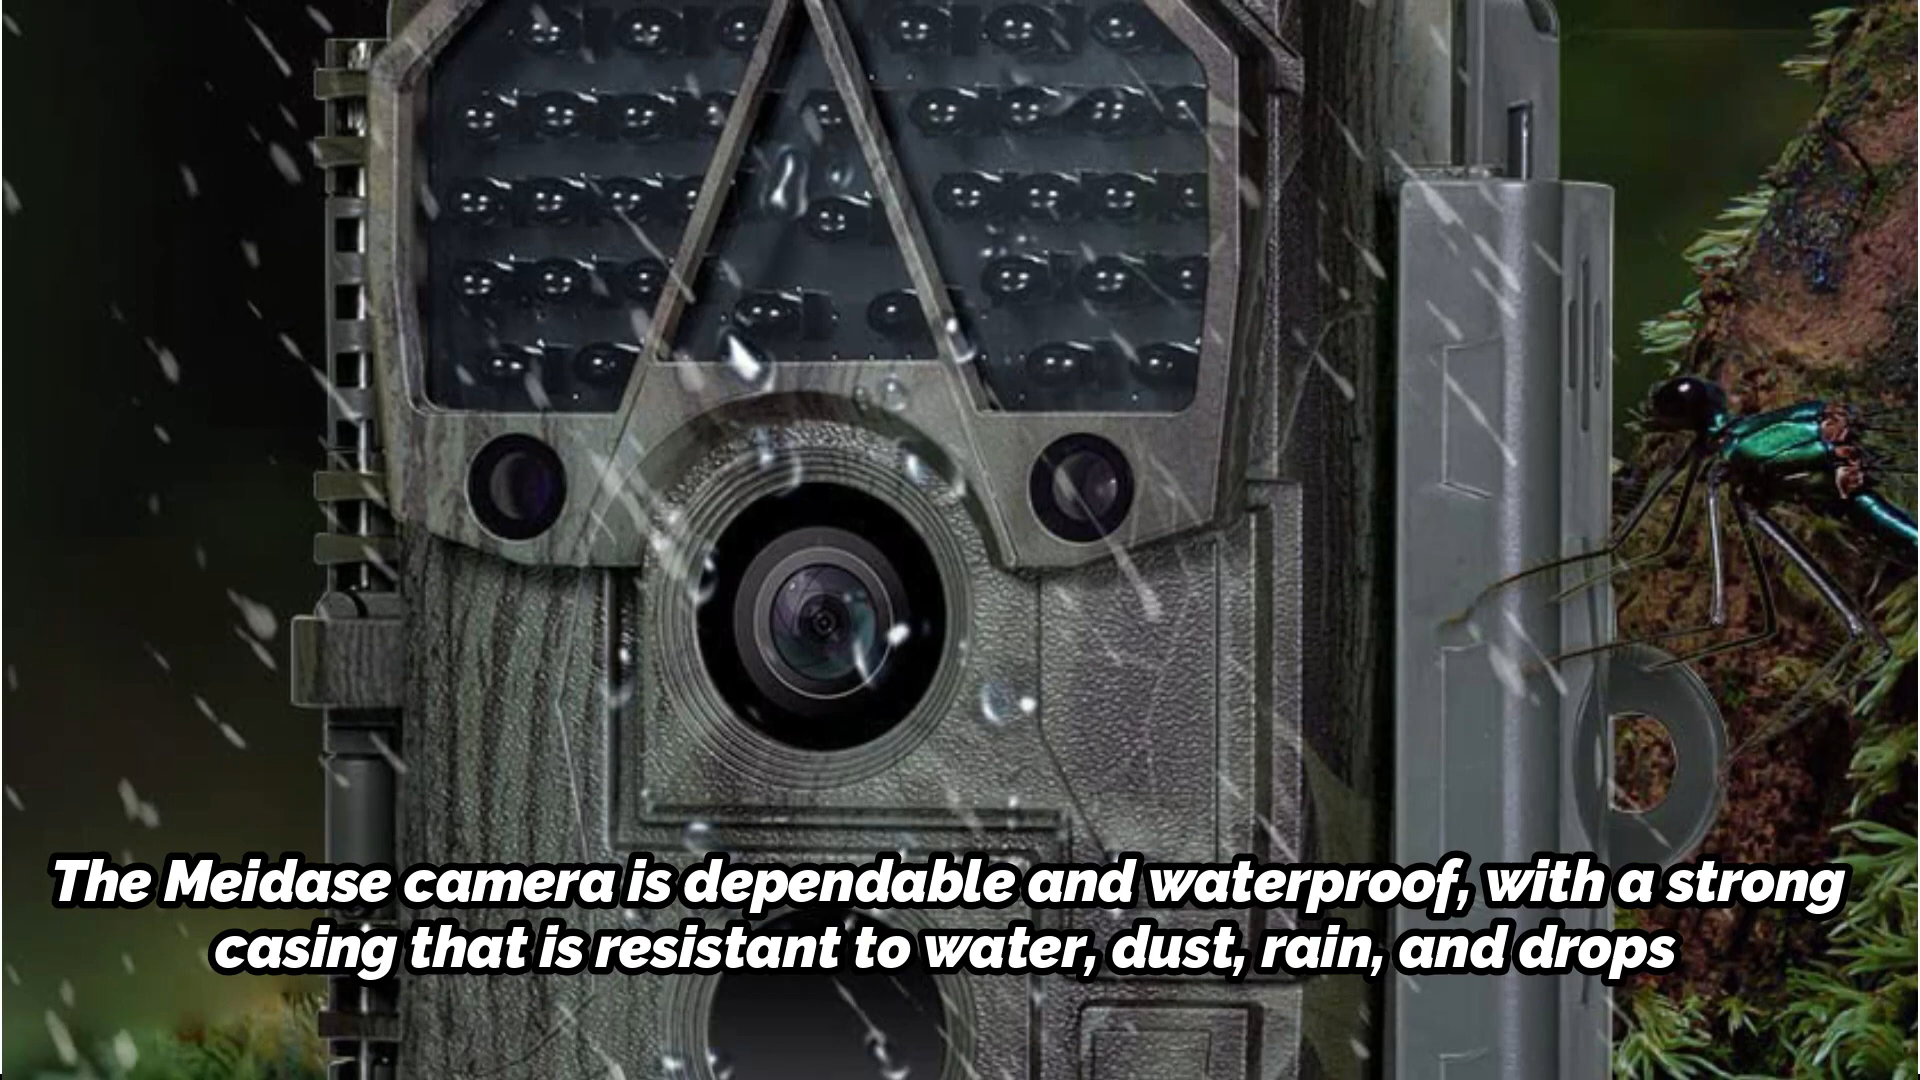 The Meidase camera is dependable and waterproof, with a strong
casing that is resistant to water, dust, rain, and drops